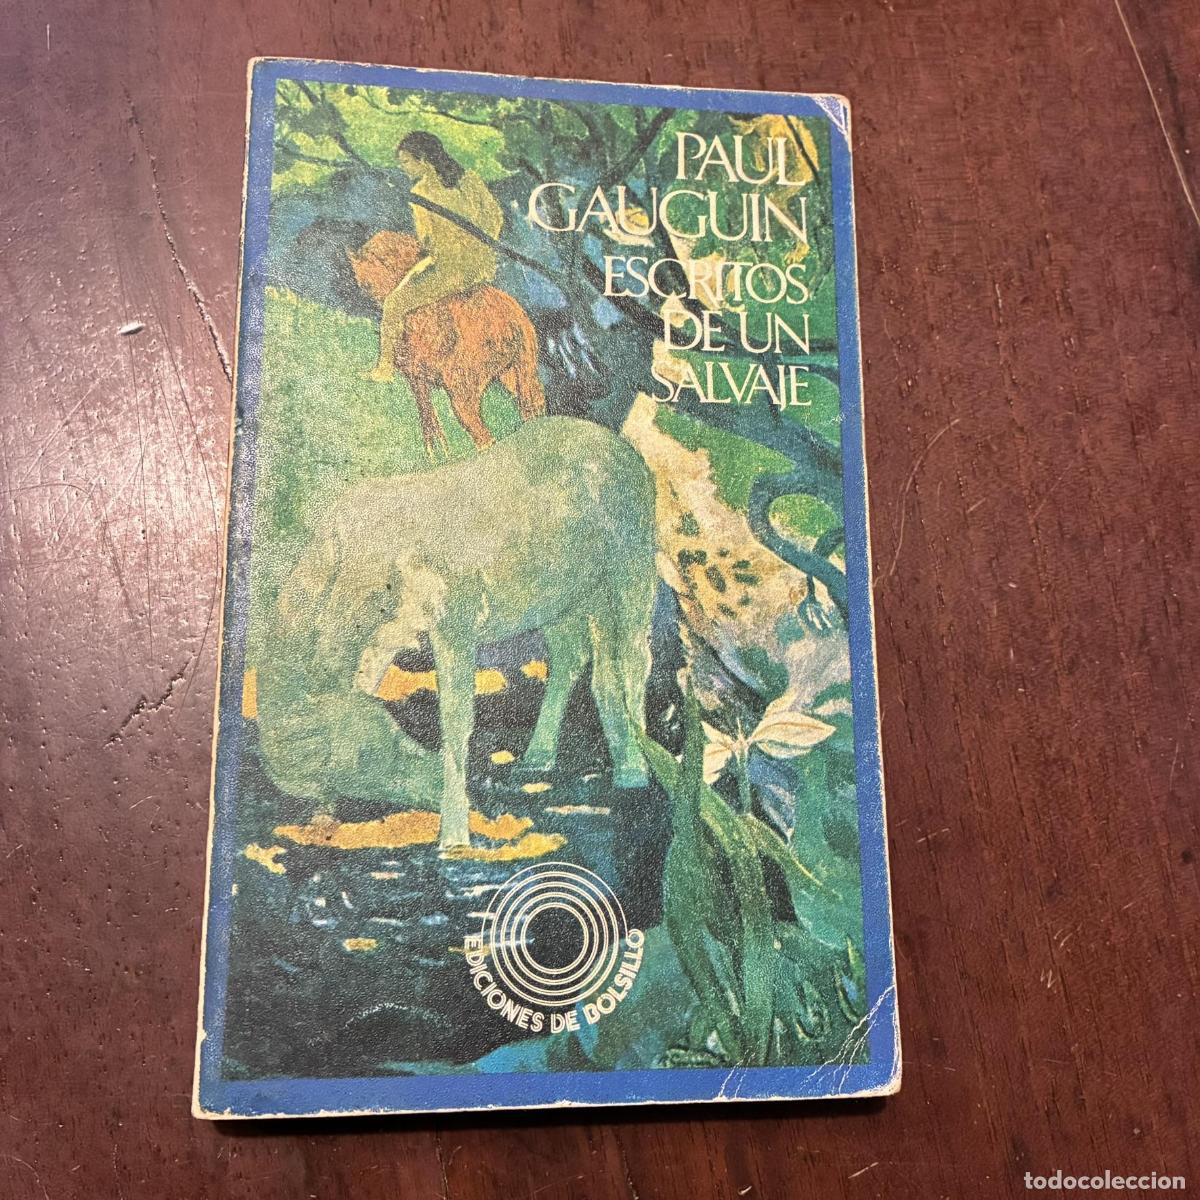 PAUL
GAUGUIN
ESCRITOS
DE UN
SALVAJE
EDICIONES DE BOLSILLO
todocoleccion